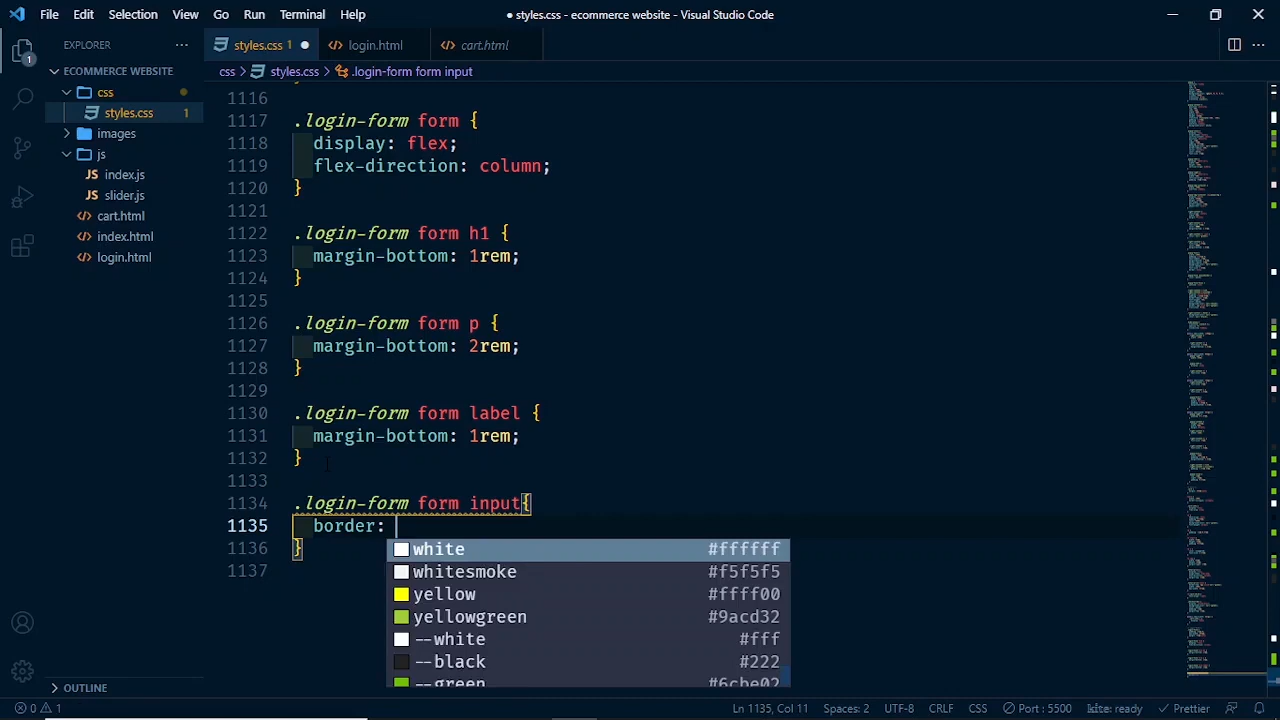 File Edit Selection View Go Run Terminal Help ● styles.css - ecommerce website - Visual Studio Code
EXPLORER ···
styles.css 1 ● login.html cart.html
ECOMMERCE WEBSITE
css > styles.css > .login-form form input
css
styles.css 1
images
js
index.js
slider.js
cart.html
index.html
login.html
OUTLINE
1
1116
1117 .login-form form {
1118 display: flex;
1119 flex-direction: column;
1120 }
1121
1122 .login-form form h1 {
1123 margin-bottom: 1rem;
1124 }
1125
1126 .login-form form p {
1127 margin-bottom: 2rem;
1128 }
1129
1130 .login-form form label {
1131 margin-bottom: 1rem;
1132 }
1133
1134 .login-form form input{
1135 border:
1136 }
1137
white #ffffff
whitesmoke #f5f5f5
yellow #ffff00
yellowgreen #9acd32
--white #fff
--black #222
--green #6cbe02
0 1 Ln 1135, Col 11 Spaces: 2 UTF-8 CRLF CSS Port : 5500 kite: ready Prettier